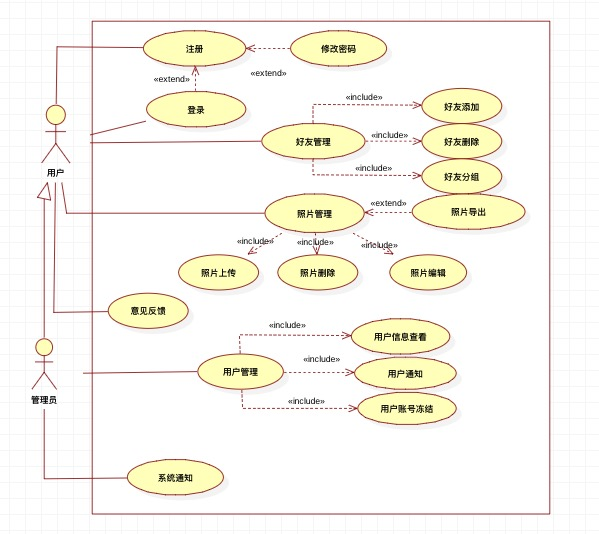 注册
修改密码
«extend»
«extend»
登录
«include»
好友添加
好友管理
«include»
好友删除
«include»
好友分组
用户
照片管理
«extend»
照片导出
«include»
«include»
«include»
照片上传
照片删除
照片编辑
意见反馈
«include»
用户信息查看
用户管理
«include»
用户通知
管理员
«include»
用户账号冻结
系统通知